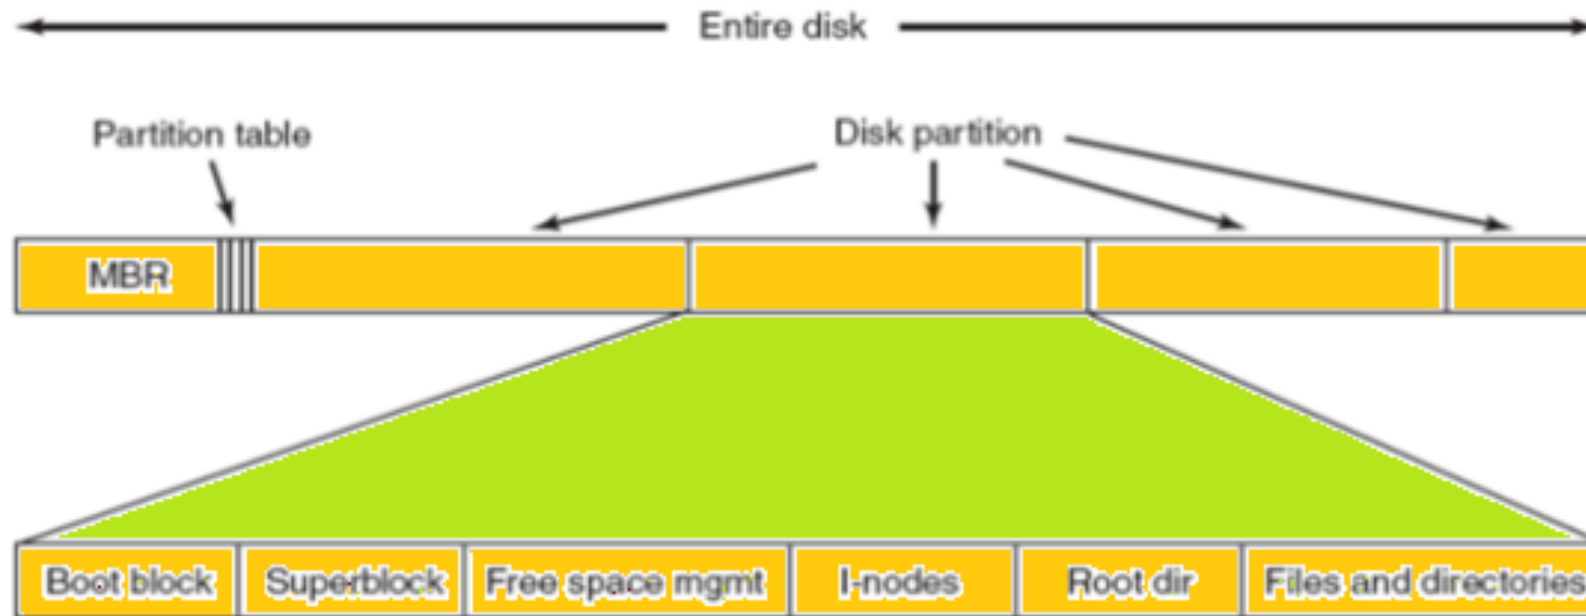 Entire disk
Partition table
Disk partition
MBR
Boot block
Superblock
Free space mgmt
I-nodes
Root dir
Files and directories